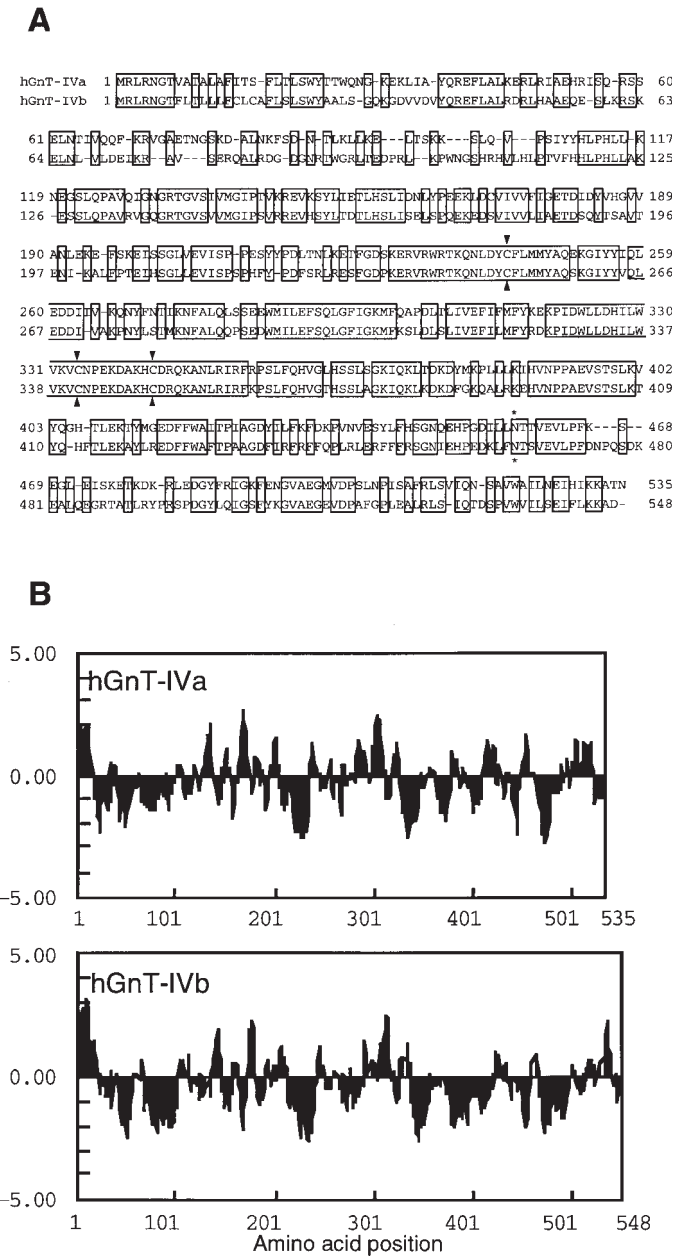 A
hGnT-IVa 1 MRLRNGTVATALAFITS-FLTLSWYTTWQNG-KEKLIA-YQREFLALKERLRIAEHRISQ-RSS 60
hGnT-IVb 1 MRLRNGTFLTLLLFCLCAFLSLSWYAALS-GQKGDVVDVYQREFLALRDRLHAAEQE-SLKRSK 63
61 ELNTIVQQF-KRVGAETNGSKD-ALNKFSD-N-TLKLLKE---LTSKK---SLQ-V---PSIYYHLPHLLK 117
64 ELNL-VLDEIKR--AV---SERQALRDG-DGNRTWGRLTEDPRL--KPWNGSHRHVLHLPTVFHHLPHLLAK 125
119 NEGSLQPAVQIGNGRTGVSIVMGIPTVKREVKSYLIETLHSLIDNLYPEEKLDCVIVVFIGETDIDYVHGVV 189
126 -ESSLQPAVRVGQGRTGVSVVMGIPSVRREVHSYLTDTLHSLISELSPQEKEDSVIVVLIAETDSQYTSAVT 196
190 ANLEKE-FSKEISSGLVEVISP-PESYYPDLTNLKETFGDSKERVRWRTKQNLDYCFLMMYAQEKGIYYIQL 259
197 ENI-KALFPTEIHSGLLEVISPSPHFY-PDFSRLRESFGDPKERVRWRTKQNLDYCFLMMYAQSKGIYYVQL 266
260 EDDIIV-KQNYFNTIKNFALQLSSEEWMILEFSQLGFIGKMFQAPDLTLIVEFIFMFYKEKPIDWLLDHILW 330
267 EDDIVAKPNYLSTMKNFALQQPSEDWMILEFSQLGFIGKMFKSLDLSLIVEFILMFYRDKPIDWLLDHILW 337
331 VKVCNPEKDAKHCDRQKANLRIRFRPSLFQHVGLHSSLSGKIQKLTDKDYMKPLLLKIHVNPPAEVSTSLKV 402
338 VKVCNPEKDAKHCDRQKANLRIRFKPSLFQHVGTHSSLAGKIQKLKDKDFGKQALRKEHVNPPAEVSTSLKT 409
403 YQGH-TLEKTYMGEDFFWAITPIAGDYILFKFDKPVNVESYLFHSGNQEHPGDILLNTTVEVLPFK---S-- 468
410 YQ-HFTLEKAYLREDFFWAFTPAAGDFIRFRFFQPLRLERFFFRSGNIEHPEDKLFNTSVEVLPFDNPQSDK 480
469 EGL-EISKETKDK-RLEDGYFRIGKFENGVAEGMVDPSLNPISAFRLSVIQN-SAVWAILNEIHIKKATN 535
481 EALQEGRTATLRYPRSPDGYLQIGSFYKGVAEGEVDPAFGPLEALRLS-IQTDSPVWVILSEIFLKKAD- 548
B
5.00
hGnT-IVa
0.00
-5.00
1 101 201 301 401 501 535
5.00
hGnT-IVb
0.00
-5.00
1 101 201 301 401 501 548
Amino acid position